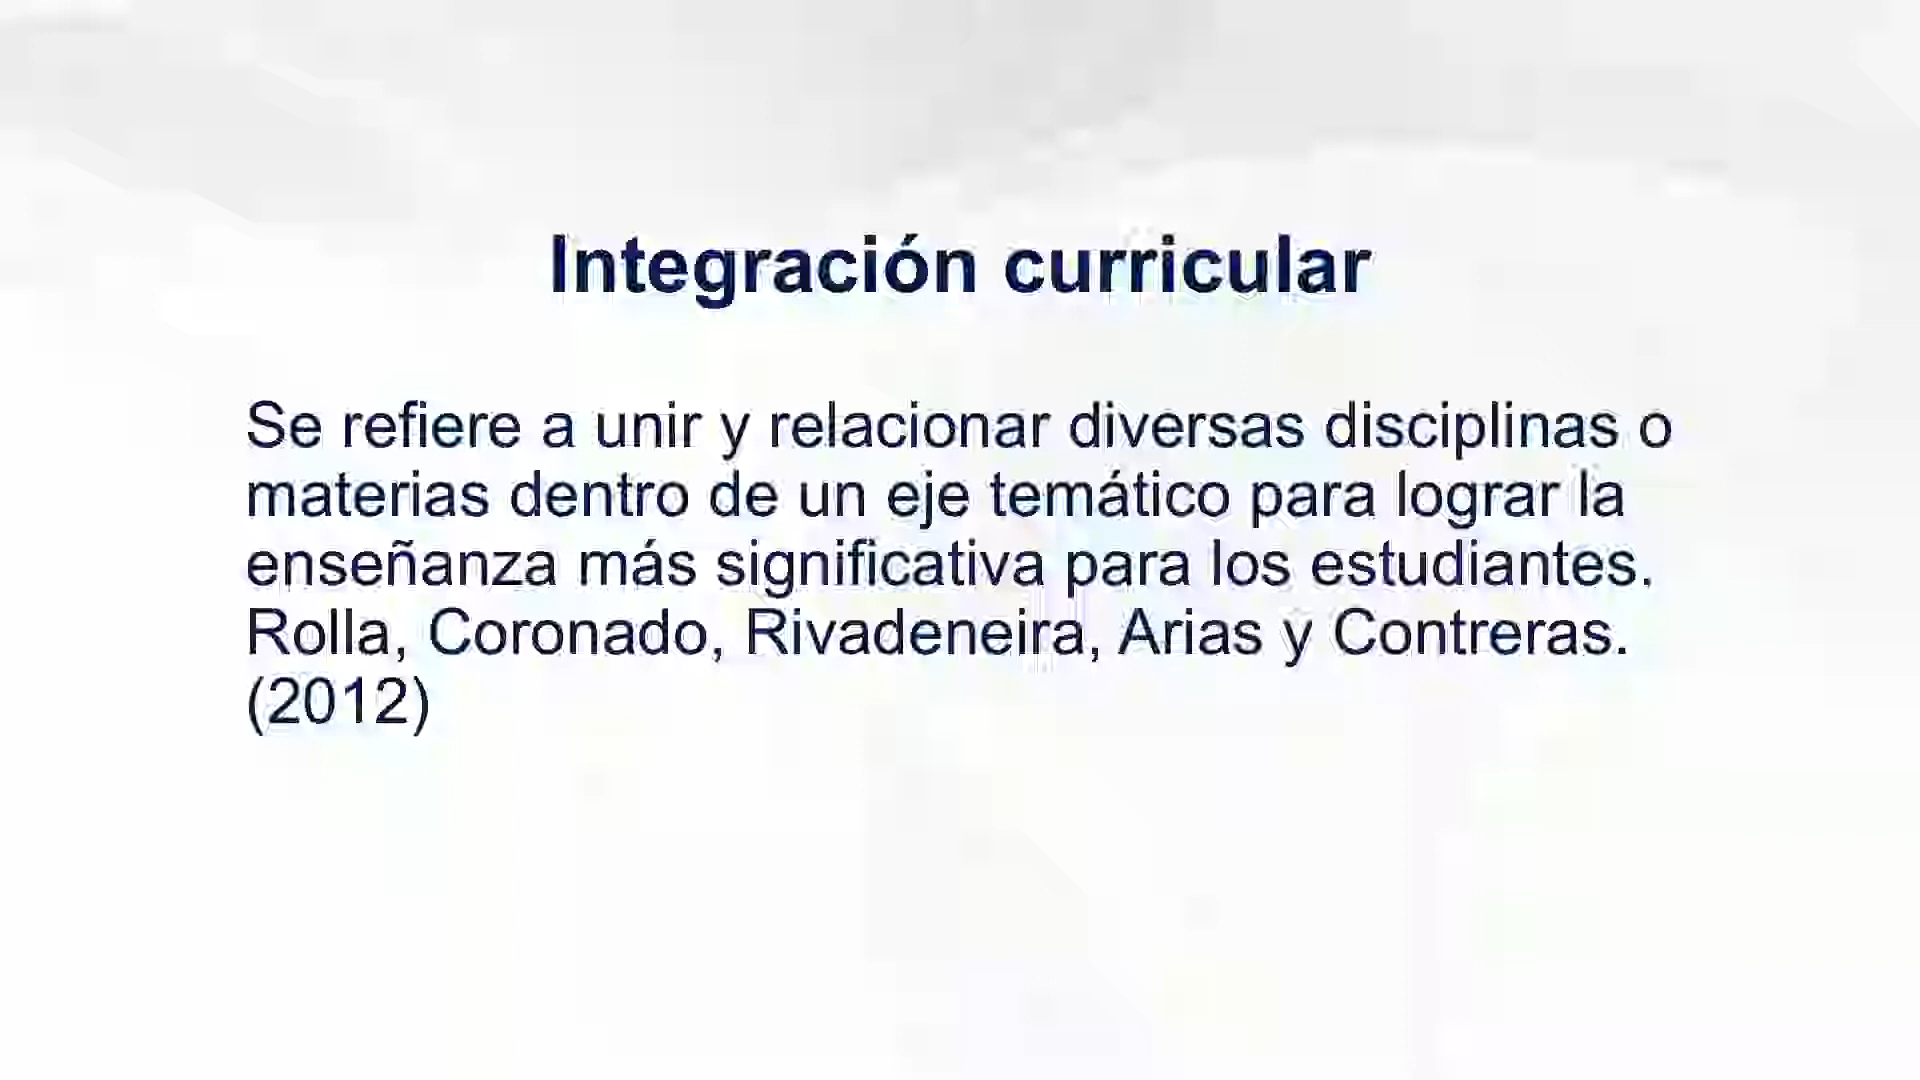 Integración curricular
Se refiere a unir y relacionar diversas disciplinas o
materias dentro de un eje temático para lograr la
enseñanza más significativa para los estudiantes.
Rolla, Coronado, Rivadeneira, Arias y Contreras.
(2012)